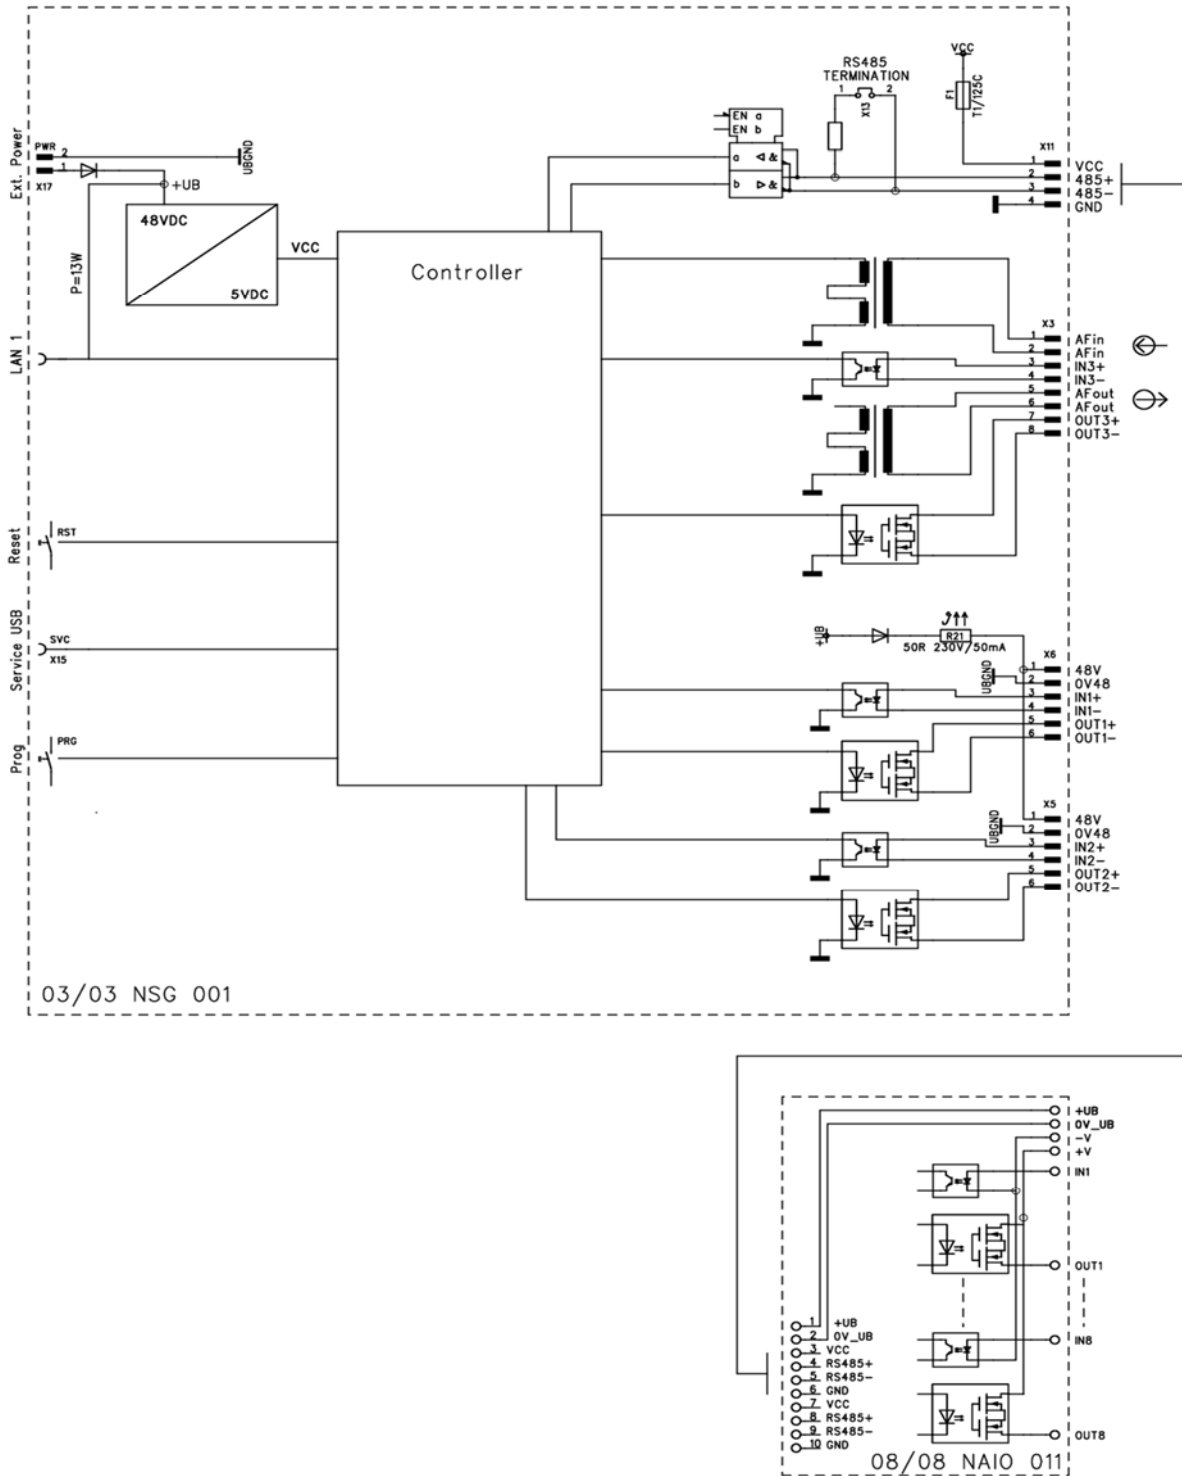 VCC
RS485
TERMINATION
1 2
X13
F1
T1/125C
EN a
EN b
a &
b &
X11
1 VCC
2 485+
3 485-
4 GND
Ext. Power
PWR
2
1
X17
UBGND
+UB
48VDC
5VDC
VCC
P=13W
Controller
LAN 1
X3
1 AFin
2 AFin
3 IN3+
4 IN3-
5 AFout
6 AFout
7 OUT3+
8 OUT3-
Reset
RST
Service USB
SVC
X15
Prog
PRG
+UB
R21
50R 230V/50mA
UBGND
X6
1 48V
2 0V48
3 IN1+
4 IN1-
5 OUT1+
6 OUT1-
UBGND
X5
1 48V
2 0V48
3 IN2+
4 IN2-
5 OUT2+
6 OUT2-
03/03 NSG 001
+UB
0V_UB
-V
+V
IN1
OUT1
IN8
OUT8
1 +UB
2 0V_UB
3 VCC
4 RS485+
5 RS485-
6 GND
7 VCC
8 RS485+
9 RS485-
10 GND
08/08 NAIO 011